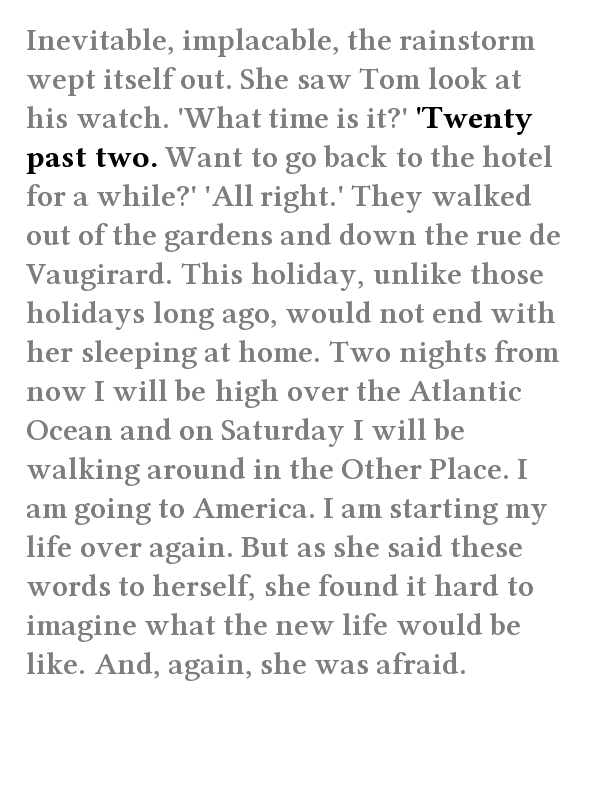 Inevitable, implacable, the rainstorm
wept itself out. She saw Tom look at
his watch. 'What time is it?' 'Twenty
past two. Want to go back to the hotel
for a while?' 'All right.' They walked
out of the gardens and down the rue de
Vaugirard. This holiday, unlike those
holidays long ago, would not end with
her sleeping at home. Two nights from
now I will be high over the Atlantic
Ocean and on Saturday I will be
walking around in the Other Place. I
am going to America. I am starting my
life over again. But as she said these
words to herself, she found it hard to
imagine what the new life would be
like. And, again, she was afraid.